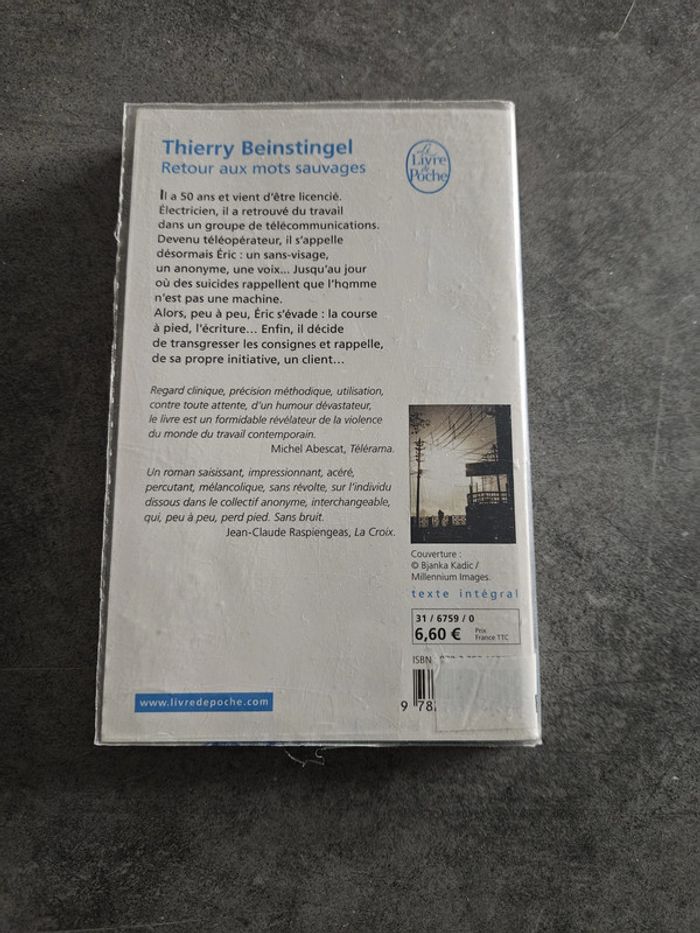 Thierry Beinstingel
Retour aux mots sauvages
Le
Livre
de
Poche
Il a 50 ans et vient d'être licencié.
Électricien, il a retrouvé du travail
dans un groupe de télécommunications.
Devenu téléopérateur, il s'appelle
désormais Éric : un sans-visage,
un anonyme, une voix... Jusqu'au jour
où des suicides rappellent que l'homme
n'est pas une machine.
Alors, peu à peu, Éric s'évade : la course
à pied, l'écriture... Enfin, il décide
de transgresser les consignes et rappelle,
de sa propre initiative, un client...
Regard clinique, précision méthodique, utilisation,
contre toute attente, d'un humour dévastateur,
le livre est un formidable révélateur de la violence
du monde du travail contemporain.
Michel Abescat, Télérama.
Un roman saisissant, impressionnant, acéré,
percutant, mélancolique, sans révolte, sur l'individu
dissous dans le collectif anonyme, interchangeable,
qui, peu à peu, perd pied. Sans bruit.
Jean-Claude Raspiengeas, La Croix.
Couverture :
© Bjanka Kadic /
Millennium Images.
texte intégral
31 / 6759 / 0
6,60 € Prix
France TTC
ISBN
9 78
www.livredepoche.com